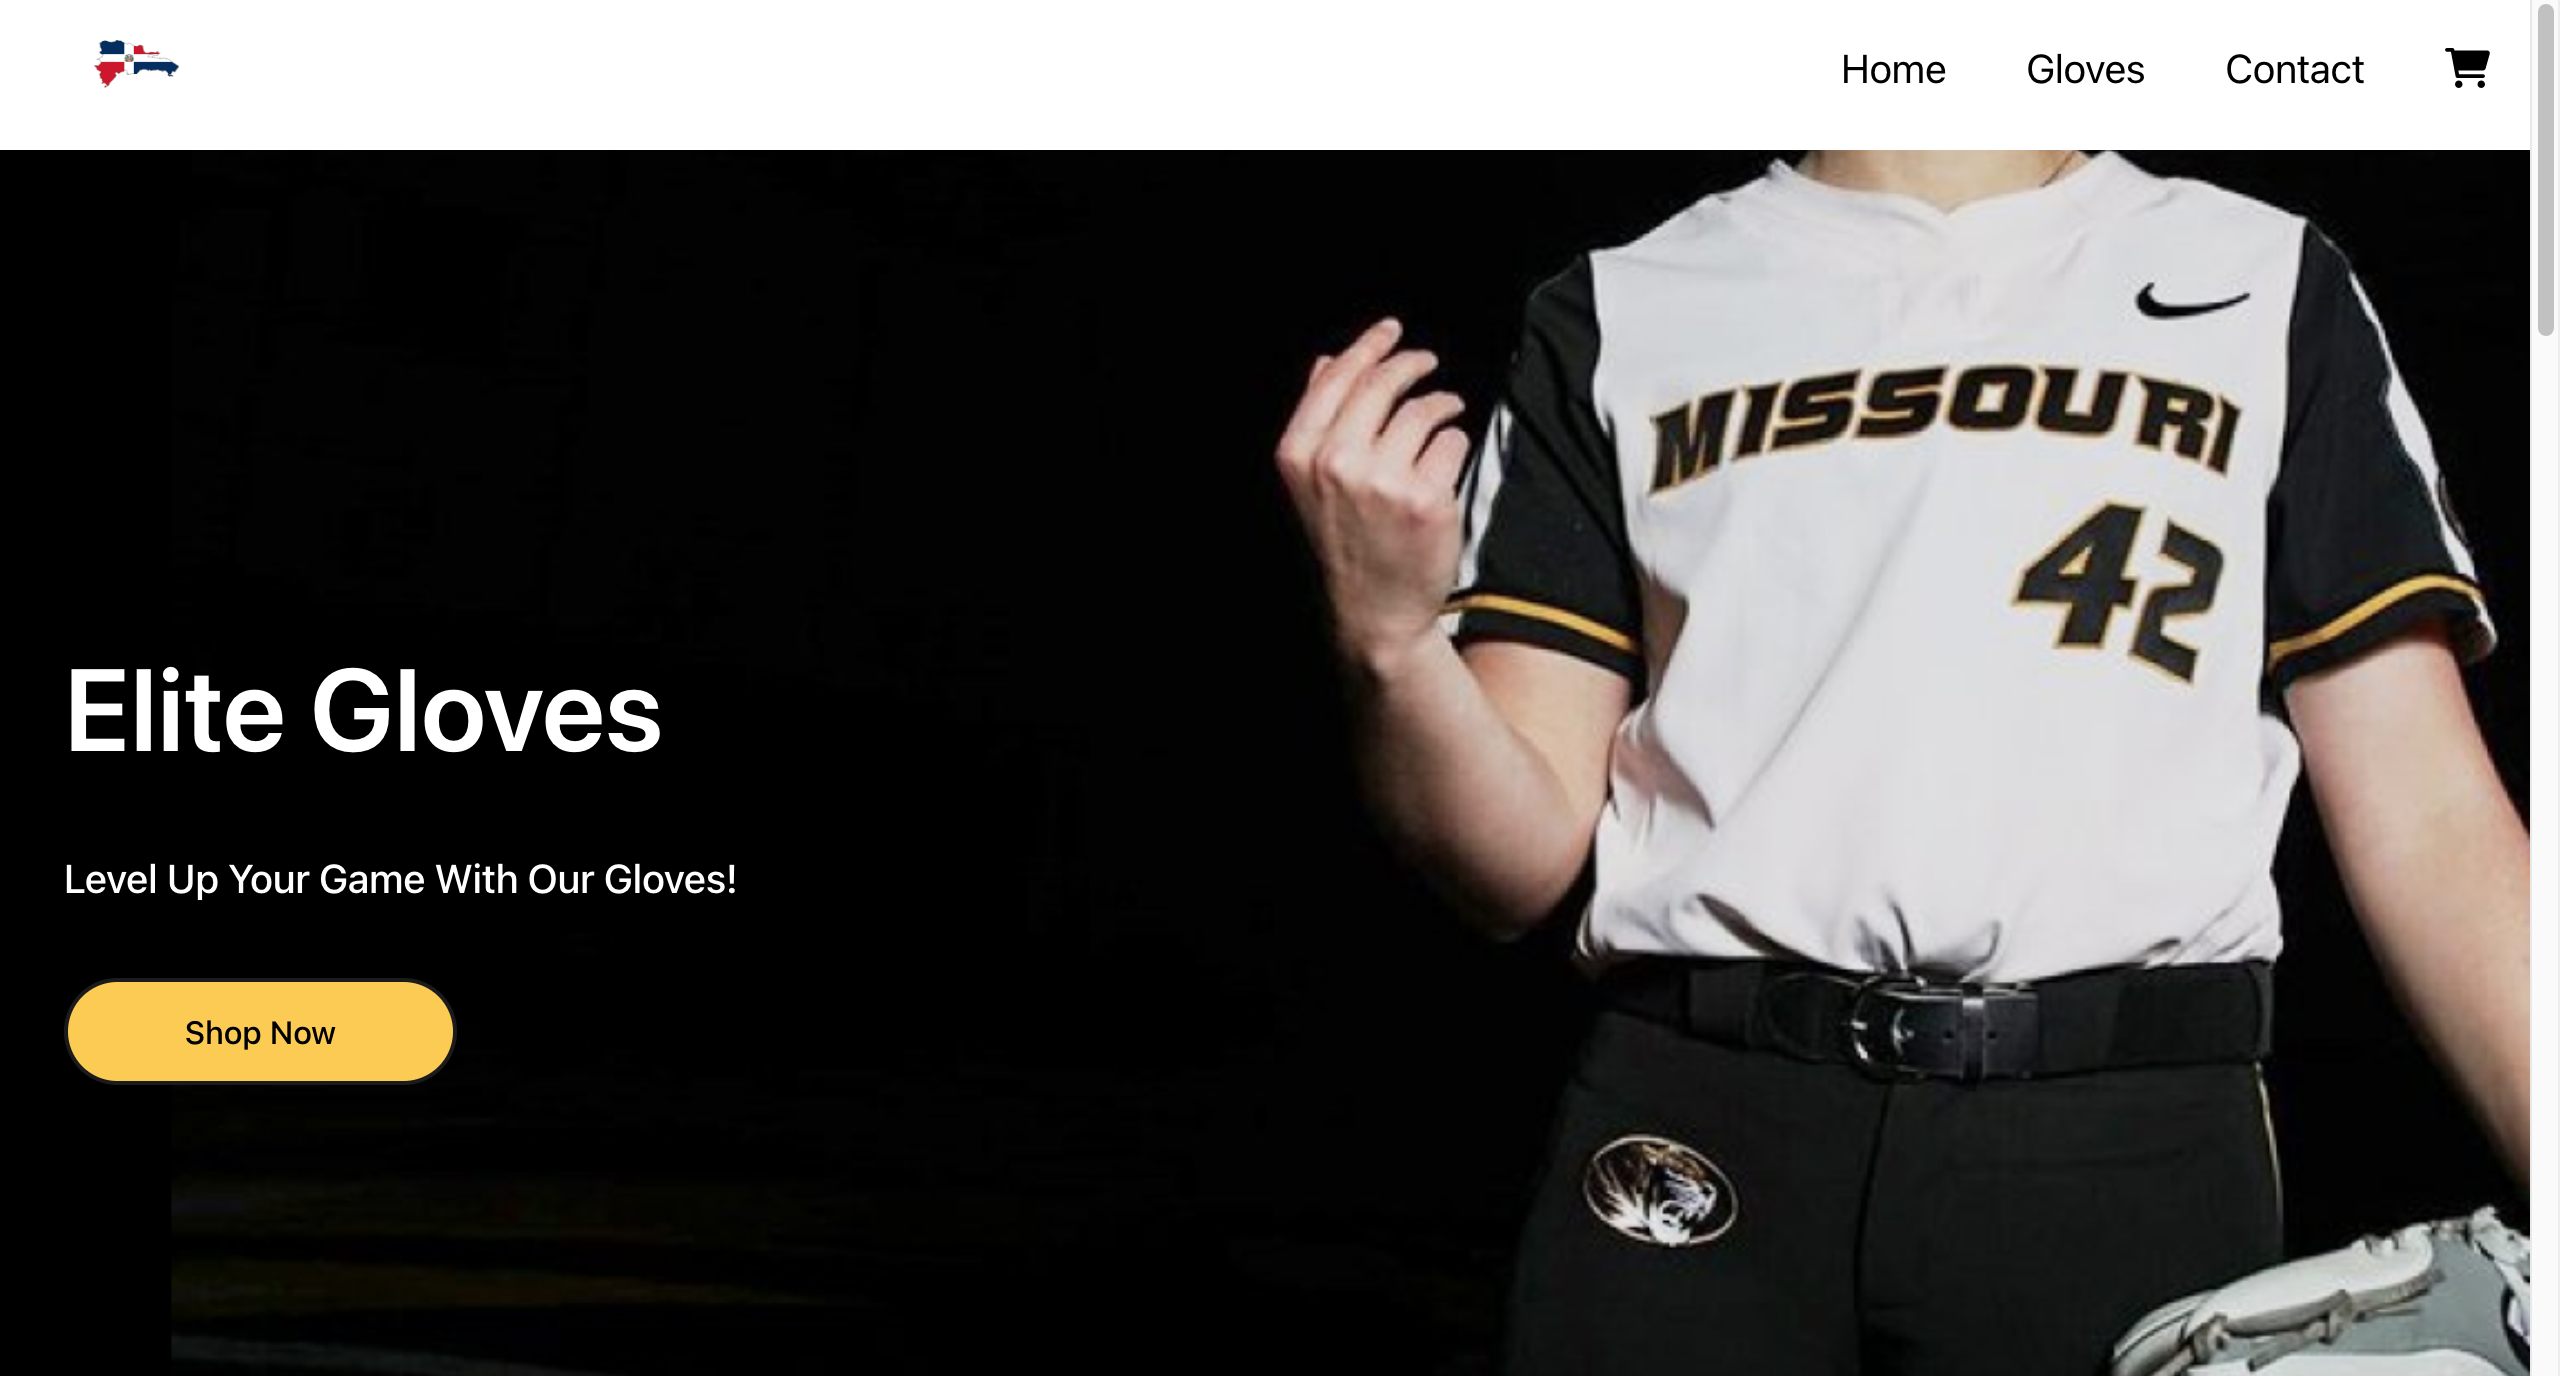 Home
Gloves
Contact
MISSOURI
42
Elite Gloves
Level Up Your Game With Our Gloves!
Shop Now